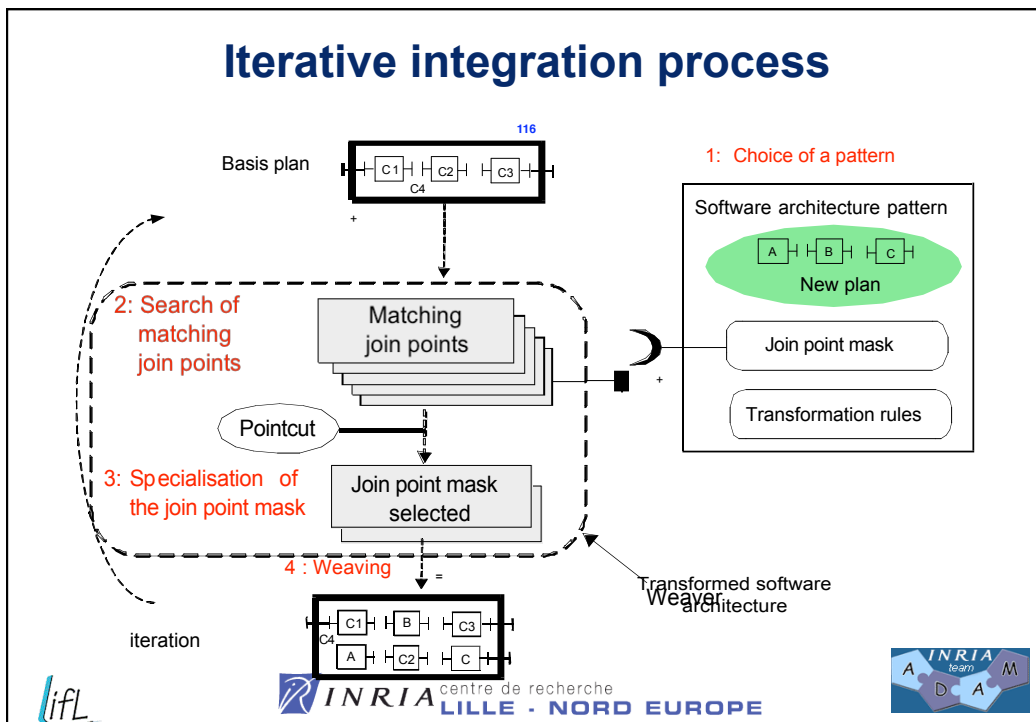 Iterative integration process
116
Basis plan
C1 C2 C3
C4
+
1: Choice of a pattern
Software architecture pattern
A B C
New plan
Join point mask
Transformation rules
+
2: Search of
matching
join points
Matching
join points
Pointcut
3: Specialisation of
the join point mask
Join point mask
selected
4 : Weaving
=
Transformed software
architecture
Weaver
iteration
C1 B C3
C4
A C2 C
lifL
INRIA centre de recherche
LILLE - NORD EUROPE
INRIA
team
A D A M